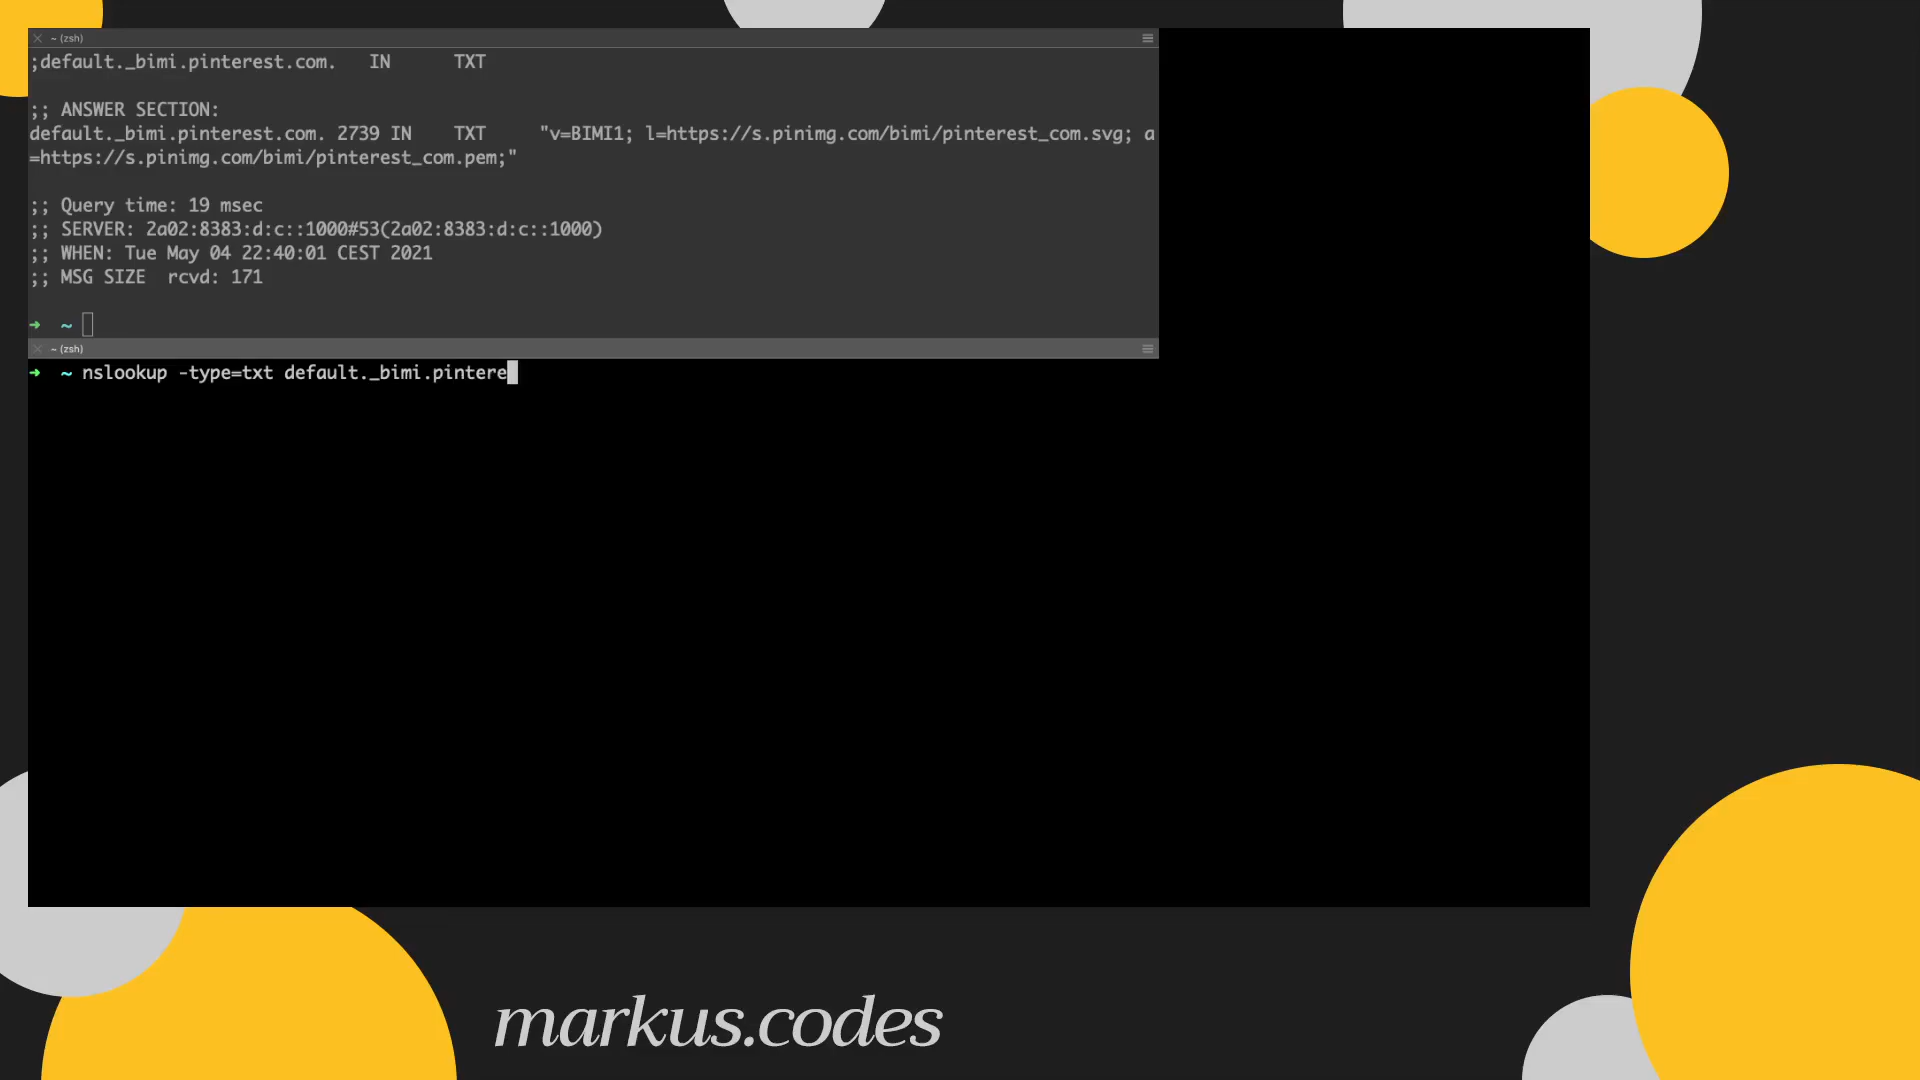 ~ (zsh)
;default._bimi.pinterest.com.   IN      TXT
;; ANSWER SECTION:
default._bimi.pinterest.com. 2739 IN    TXT     "v=BIMI1; l=https://s.pinimg.com/bimi/pinterest_com.svg; a
=https://s.pinimg.com/bimi/pinterest_com.pem;"
;; Query time: 19 msec
;; SERVER: 2a02:8383:d:c::1000#53(2a02:8383:d:c::1000)
;; WHEN: Tue May 04 22:40:01 CEST 2021
;; MSG SIZE  rcvd: 171
➜  ~
~ (zsh)
➜  ~ nslookup -type=txt default._bimi.pintere
markus.codes